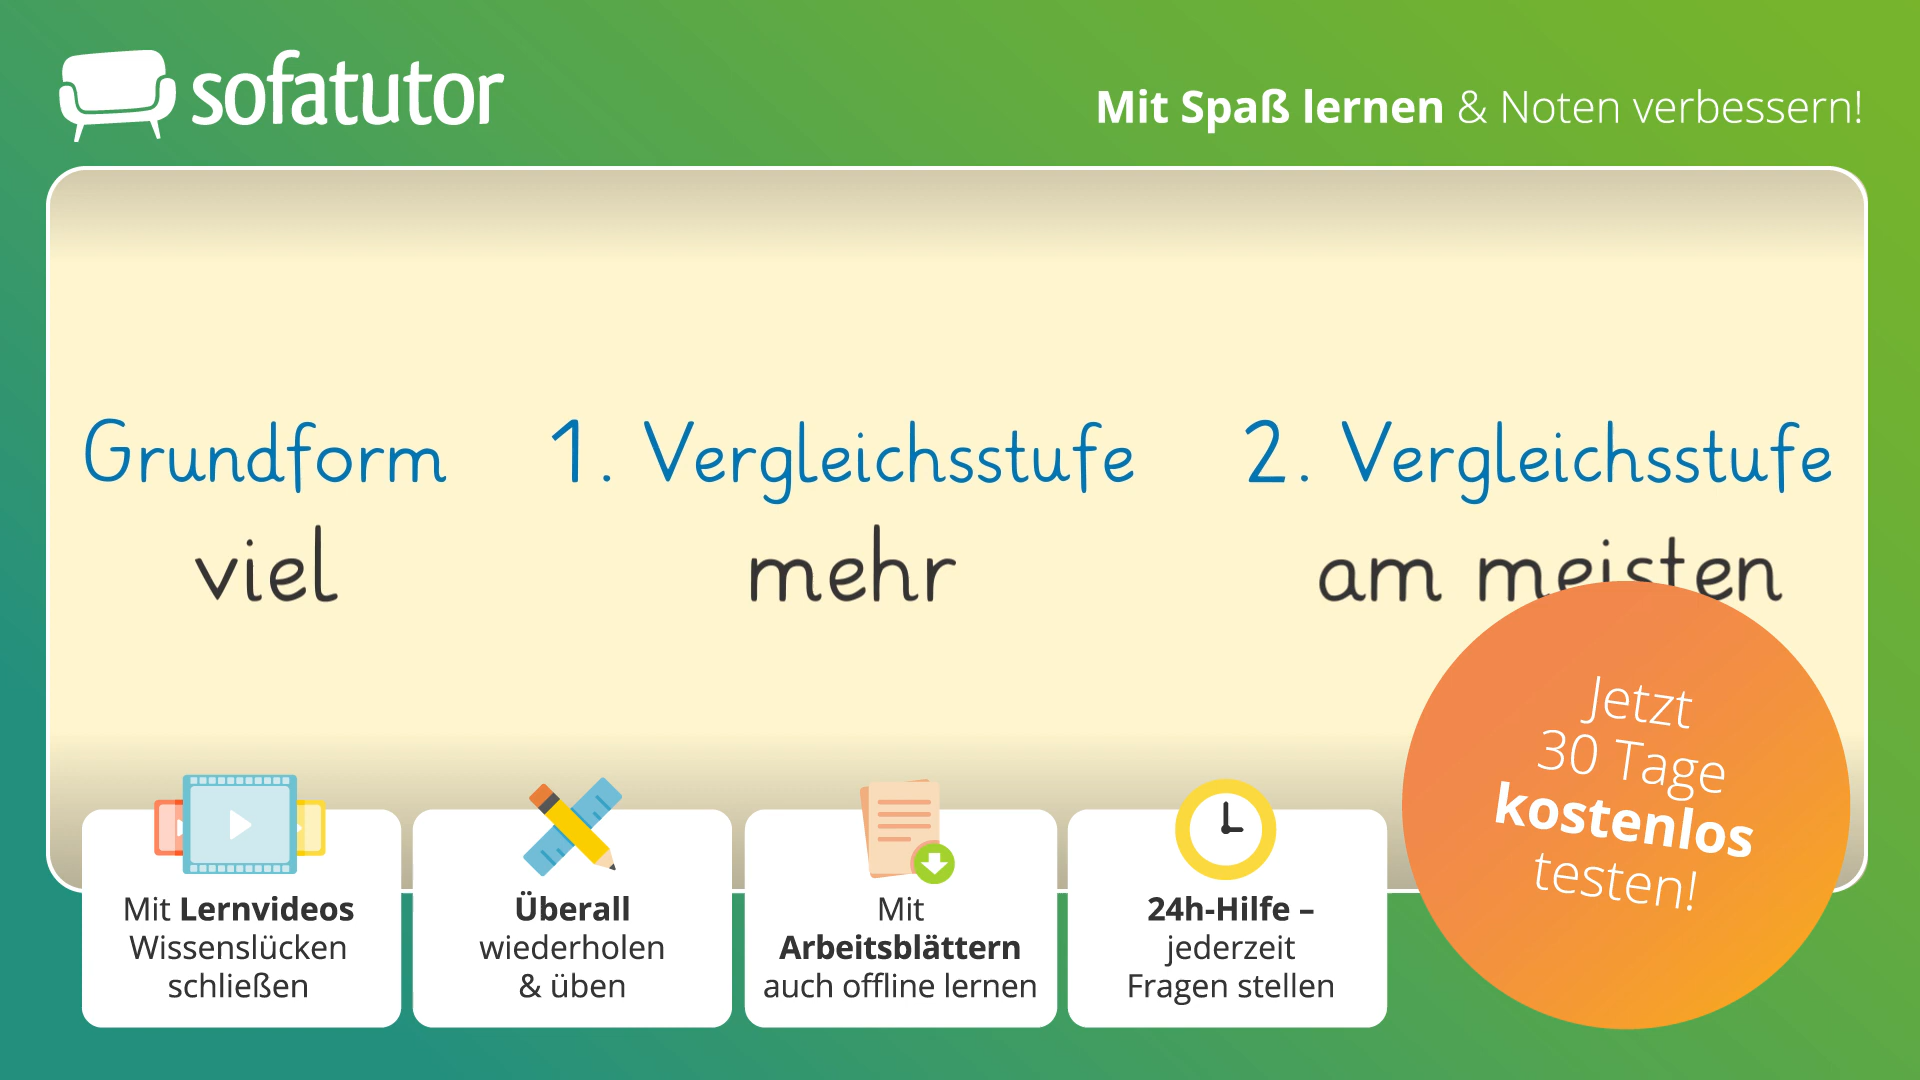 sofatutor
Mit Spaß lernen & Noten verbessern!
Grundform 1. Vergleichsstufe 2. Vergleichsstufe
viel mehr am meisten
Jetzt
30 Tage
kostenlos
testen!
Mit Lernvideos
Wissenslücken
schließen
Überall
wiederholen
& üben
Mit
Arbeitsblättern
auch offline lernen
24h-Hilfe –
jederzeit
Fragen stellen